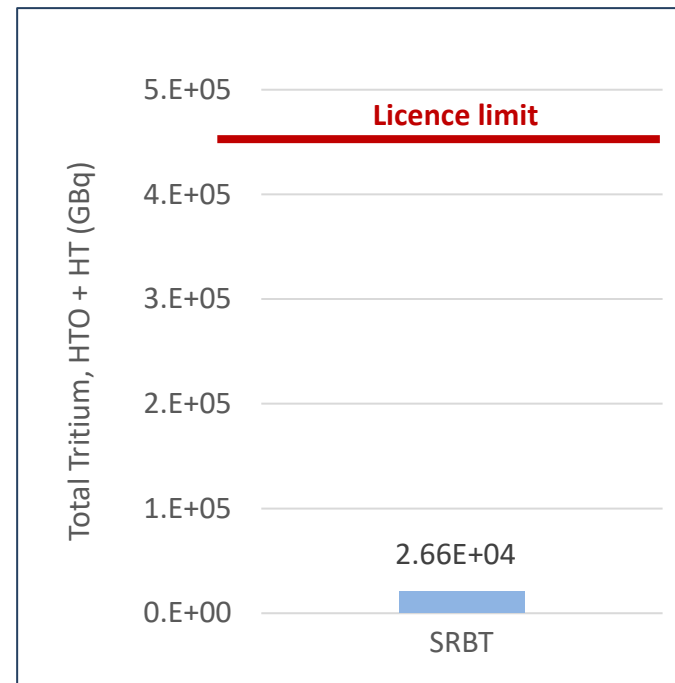 Total Tritium, HTO + HT (GBq)
5.E+05
Licence limit
4.E+05
3.E+05
2.E+05
1.E+05
2.66E+04
0.E+00
SRBT